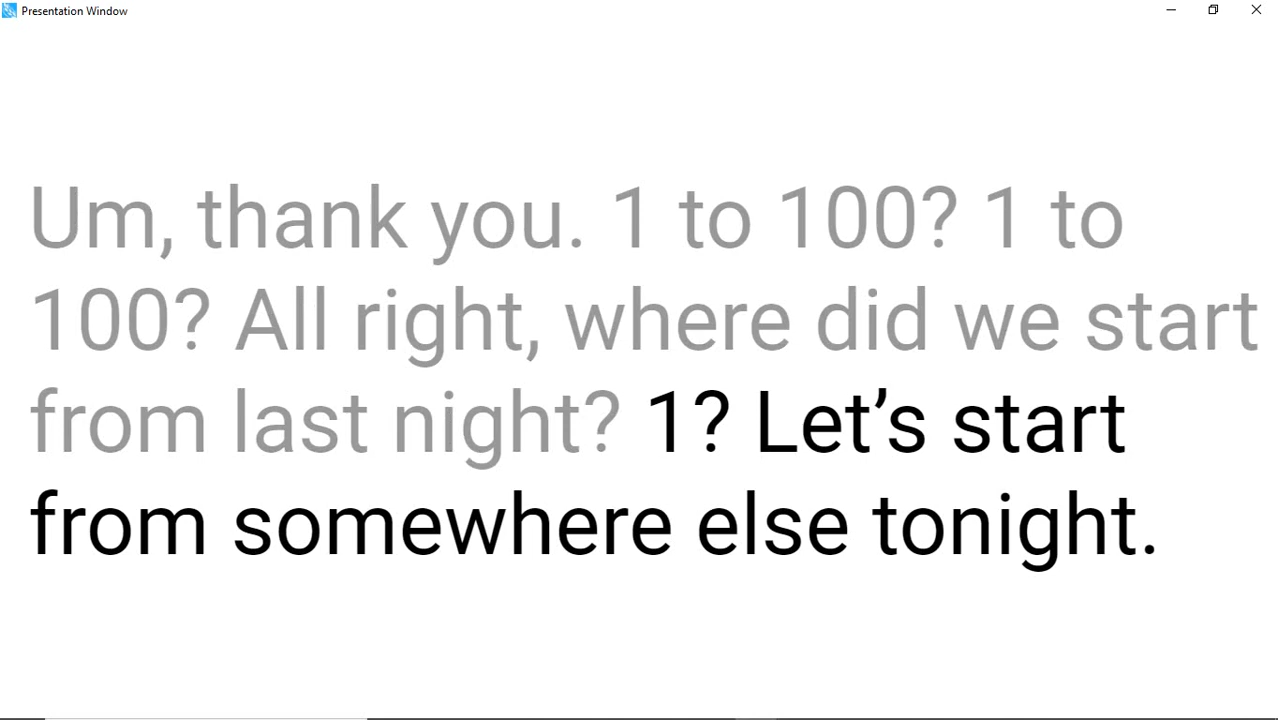 Presentation Window
Um, thank you. 1 to 100? 1 to
100? All right, where did we start
from last night? 1? Let’s start
from somewhere else tonight.